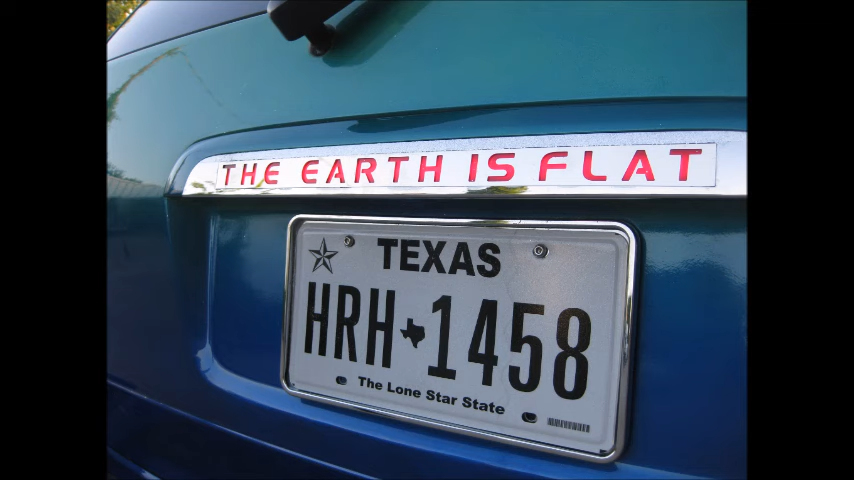 THE EARTH IS FLAT
TEXAS
HRH 1458
The Lone Star State